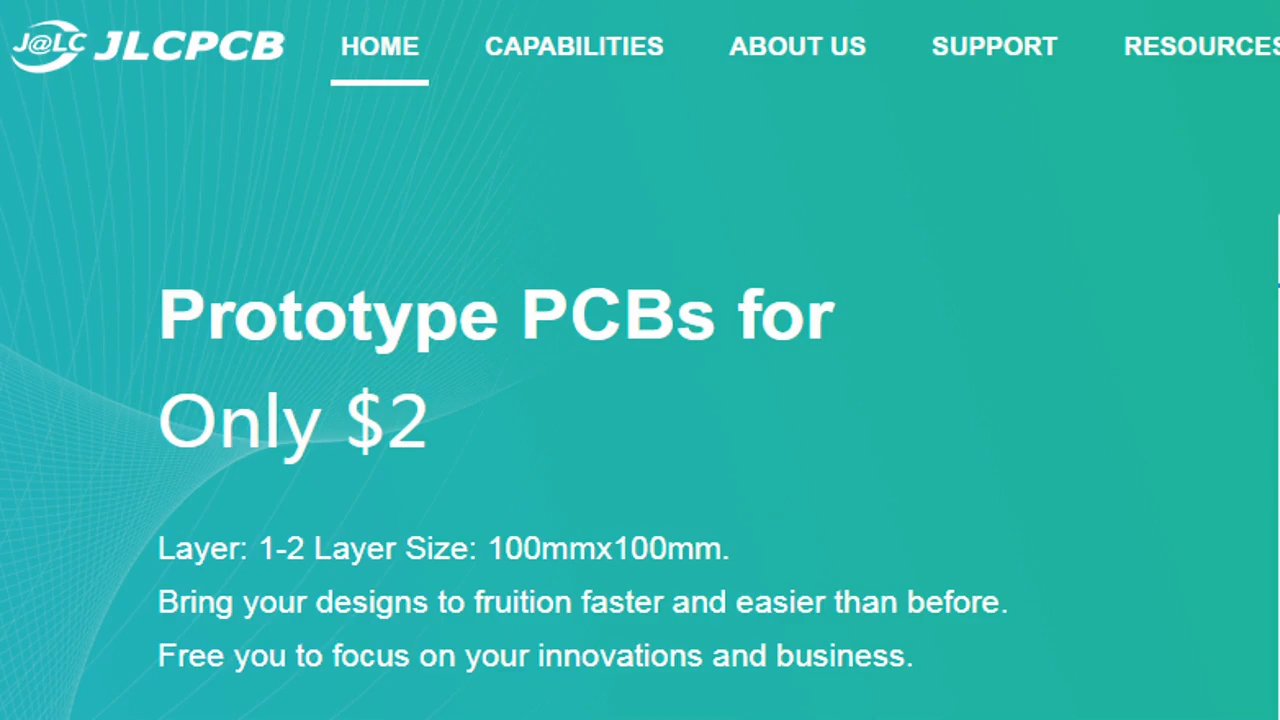 J@LC JLCPCB HOME CAPABILITIES ABOUT US SUPPORT RESOURCES
Prototype PCBs for
Only $2
Layer: 1-2 Layer Size: 100mmx100mm.
Bring your designs to fruition faster and easier than before.
Free you to focus on your innovations and business.